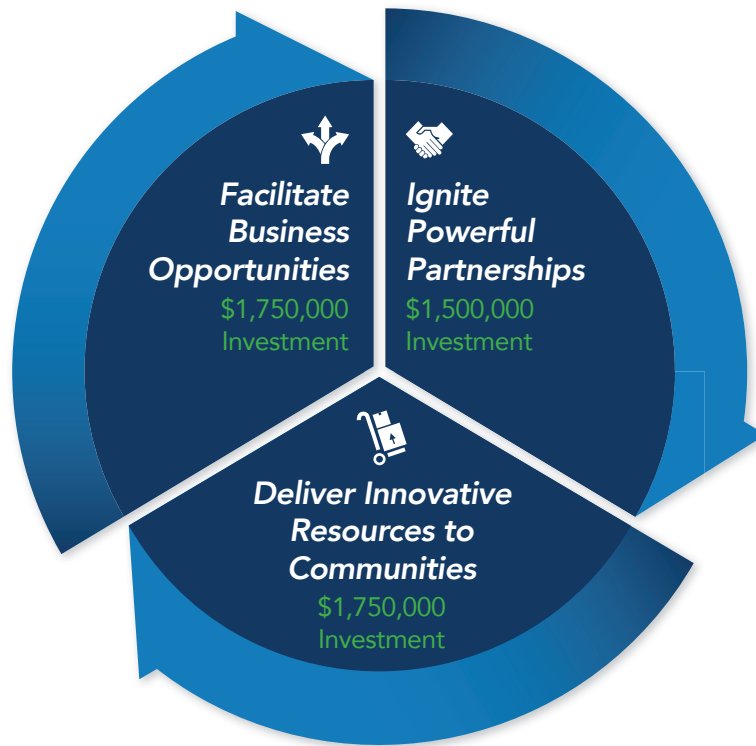 Facilitate
Business
Opportunities
$1,750,000
Investment
Ignite
Powerful
Partnerships
$1,500,000
Investment
Deliver Innovative
Resources to
Communities
$1,750,000
Investment